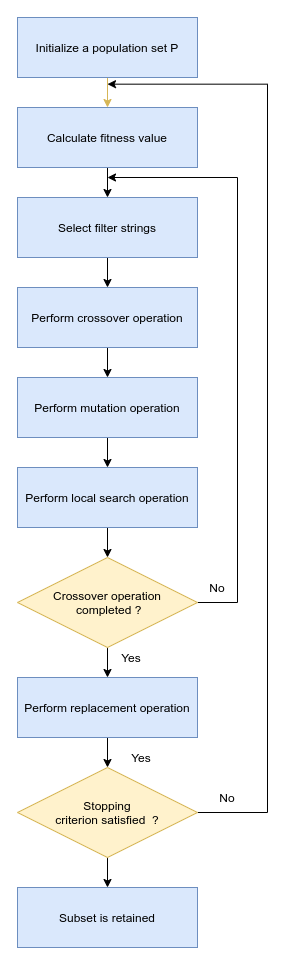 Initialize a population set P
Calculate fitness value
Select filter strings
Perform crossover operation
Perform mutation operation
Perform local search operation
Crossover operation
completed ?
No
Yes
Perform replacement operation
Yes
Stopping
criterion satisfied ?
No
Subset is retained